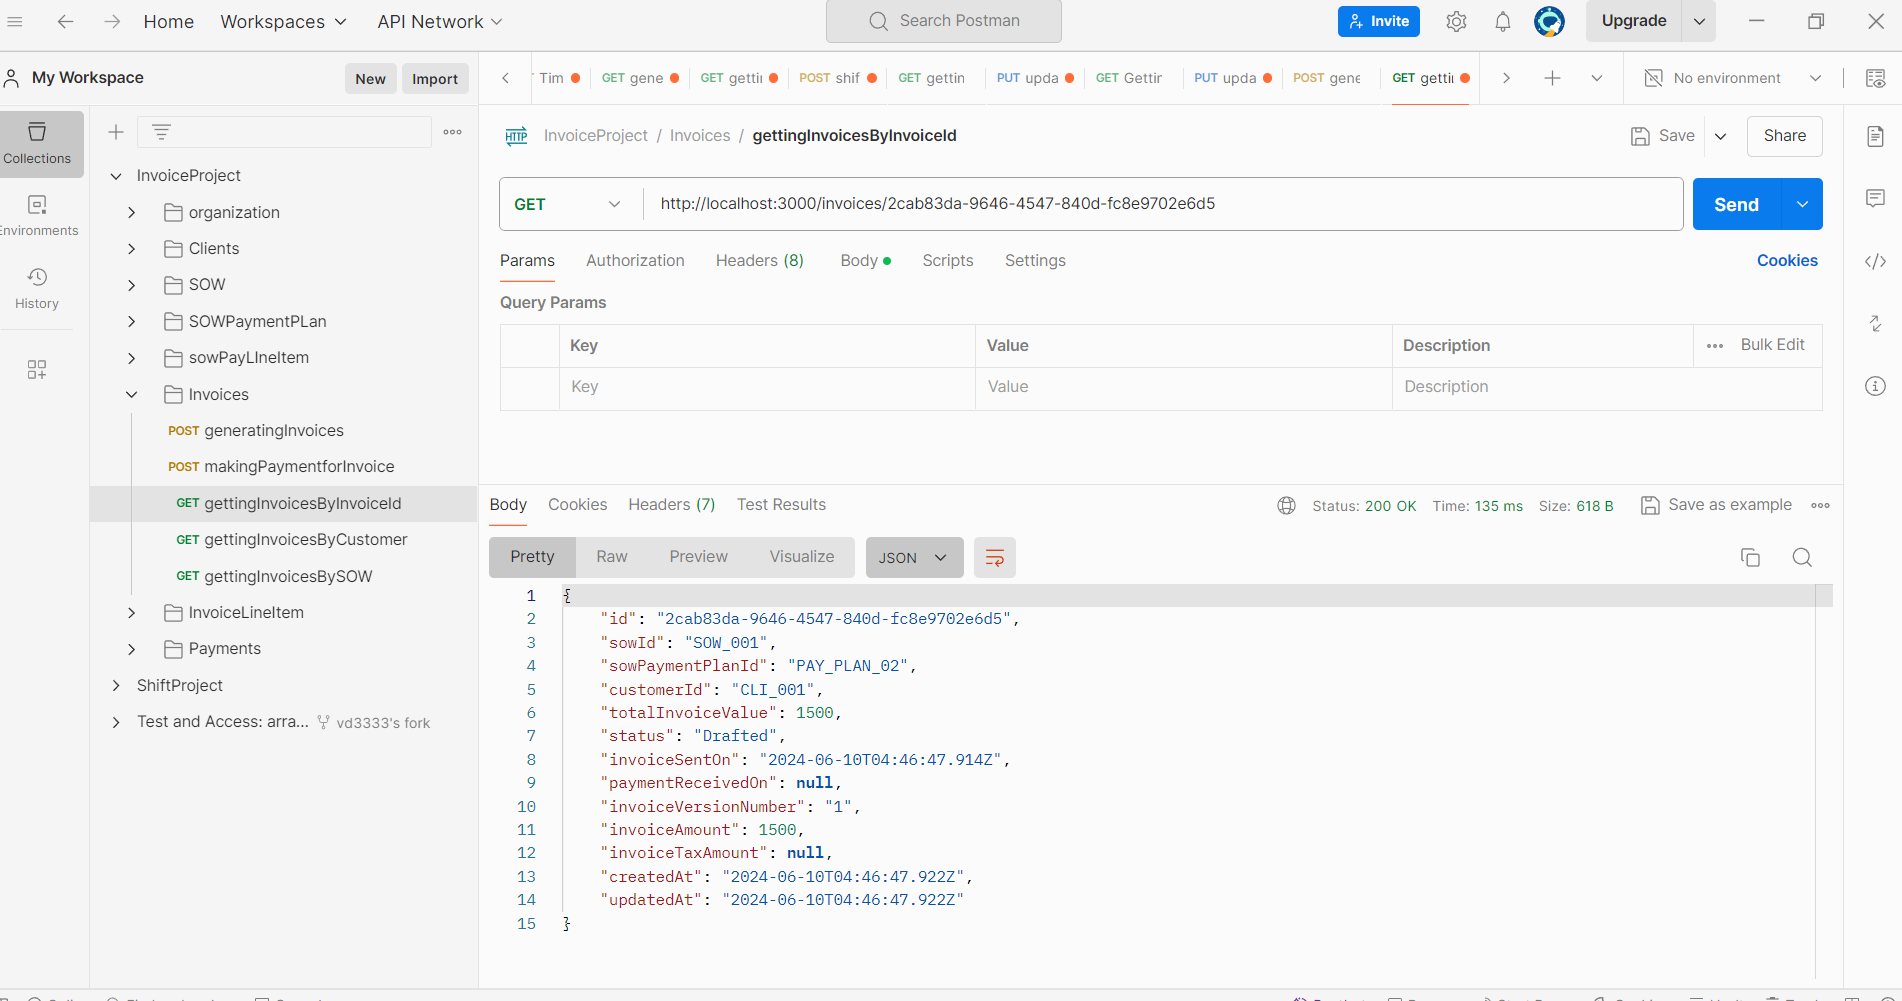 Home Workspaces API Network Search Postman Invite Upgrade
My Workspace New Import
Tim GET gene GET gettin POST shif GET gettin PUT upda GET Gettir PUT upda POST gene GET getti No environment
Collections
Environments
History
InvoiceProject
organization
Clients
SOW
SOWPaymentPLan
sowPayLIneItem
Invoices
POST generatingInvoices
POST makingPaymentforInvoice
GET gettingInvoicesByInvoiceId
GET gettingInvoicesByCustomer
GET gettingInvoicesBySOW
InvoiceLineItem
Payments
ShiftProject
Test and Access: arra... vd3333's fork
HTTP InvoiceProject / Invoices / gettingInvoicesByInvoiceId Save Share
GET http://localhost:3000/invoices/2cab83da-9646-4547-840d-fc8e9702e6d5 Send
Params Authorization Headers (8) Body Scripts Settings Cookies
Query Params
Key Value Description Bulk Edit
Key Value Description
Body Cookies Headers (7) Test Results Status: 200 OK Time: 135 ms Size: 618 B Save as example
Pretty Raw Preview Visualize JSON
1 {
2 "id": "2cab83da-9646-4547-840d-fc8e9702e6d5",
3 "sowId": "SOW_001",
4 "sowPaymentPlanId": "PAY_PLAN_02",
5 "customerId": "CLI_001",
6 "totalInvoiceValue": 1500,
7 "status": "Drafted",
8 "invoiceSentOn": "2024-06-10T04:46:47.914Z",
9 "paymentReceivedOn": null,
10 "invoiceVersionNumber": "1",
11 "invoiceAmount": 1500,
12 "invoiceTaxAmount": null,
13 "createdAt": "2024-06-10T04:46:47.922Z",
14 "updatedAt": "2024-06-10T04:46:47.922Z"
15 }